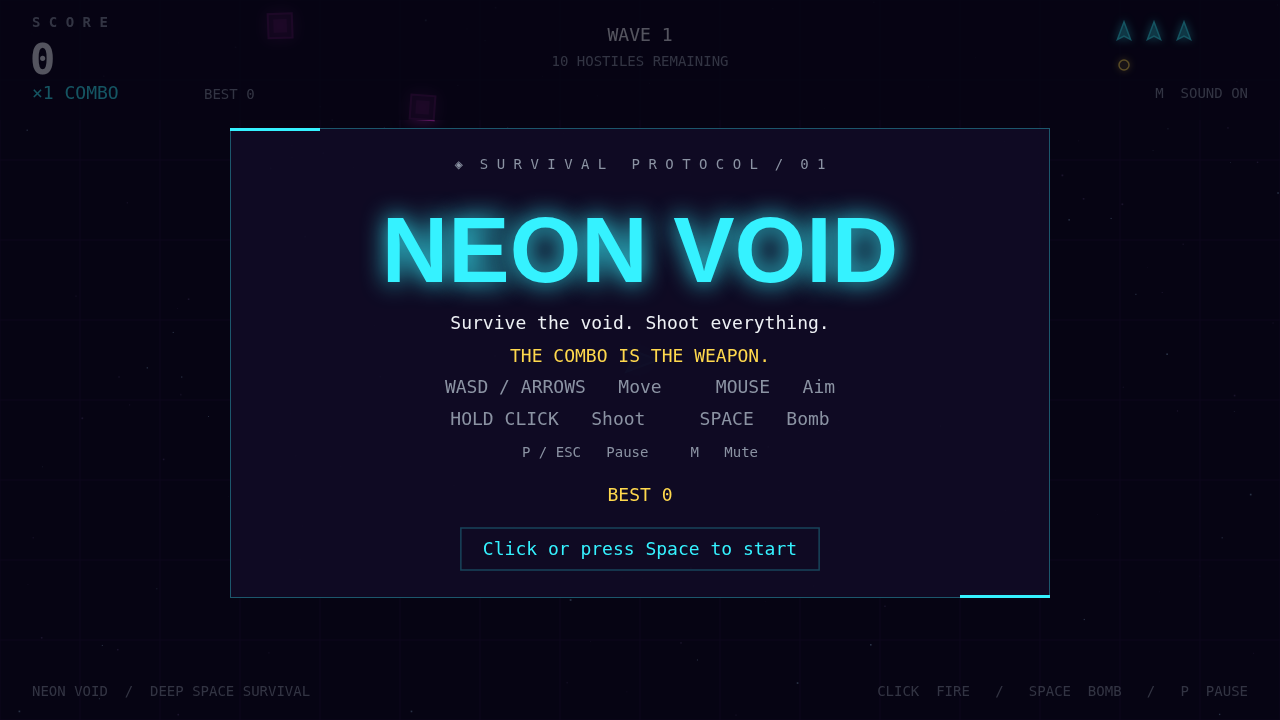 SCORE
0
×1 COMBO
BEST 0
WAVE 1
10 HOSTILES REMAINING
M SOUND ON
◈ SURVIVAL PROTOCOL / 01
NEON VOID
Survive the void. Shoot everything.
THE COMBO IS THE WEAPON.
WASD / ARROWS Move MOUSE Aim
HOLD CLICK Shoot SPACE Bomb
P / ESC Pause M Mute
BEST 0
Click or press Space to start
NEON VOID / DEEP SPACE SURVIVAL
CLICK FIRE / SPACE BOMB / P PAUSE